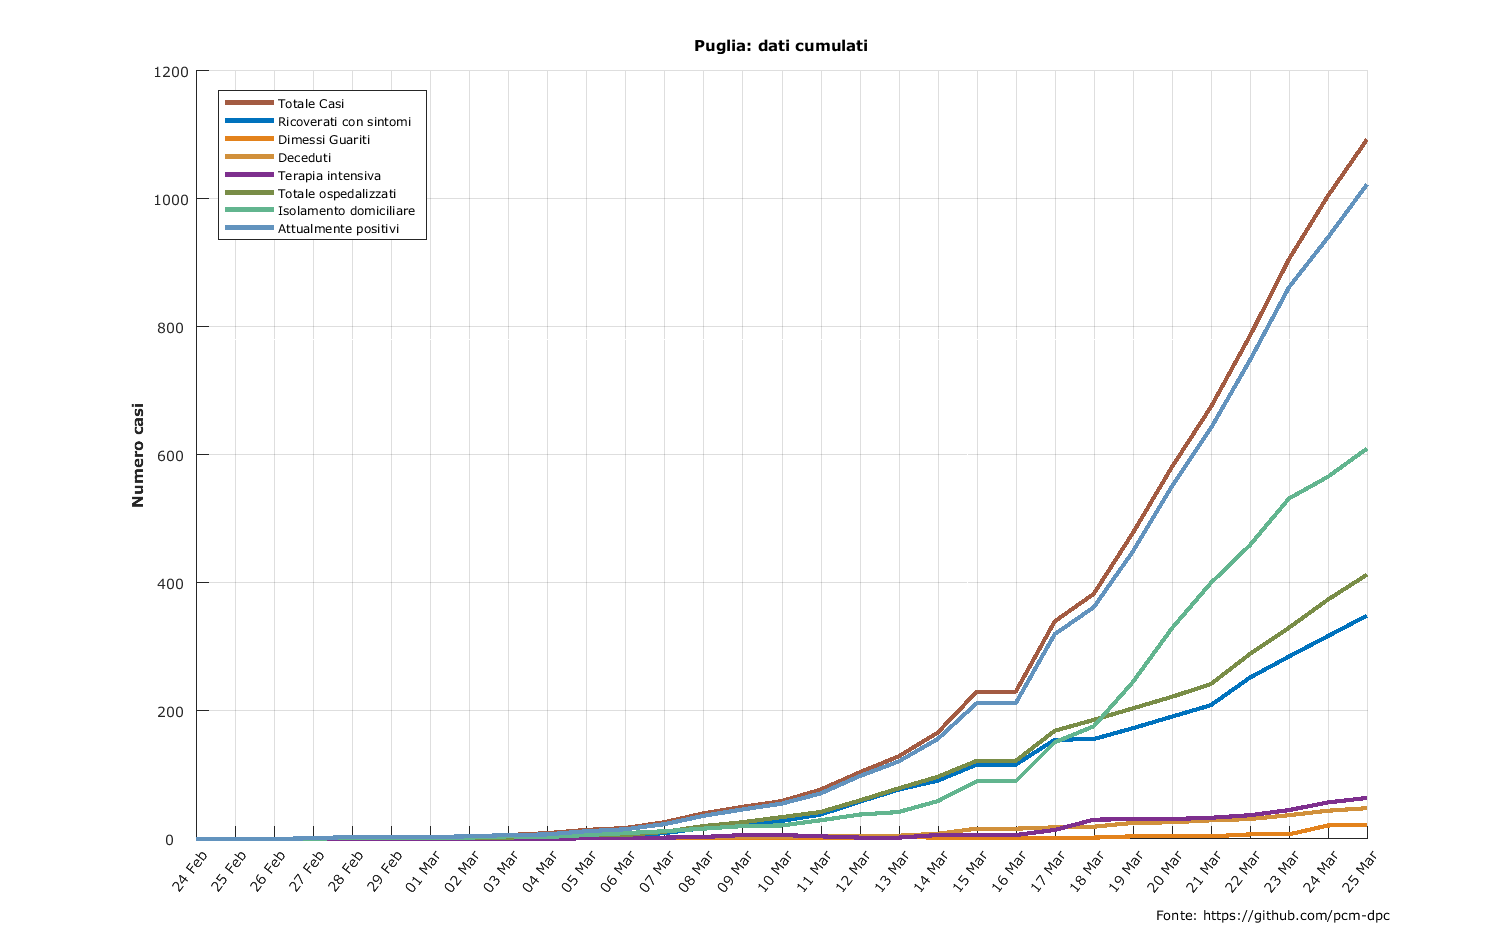 Puglia: dati cumulati
1200
1000
800
600
400
200
0
Numero casi
Totale Casi
Ricoverati con sintomi
Dimessi Guariti
Deceduti
Terapia intensiva
Totale ospedalizzati
Isolamento domiciliare
Attualmente positivi
24 Feb
25 Feb
26 Feb
27 Feb
28 Feb
29 Feb
01 Mar
02 Mar
03 Mar
04 Mar
05 Mar
06 Mar
07 Mar
08 Mar
09 Mar
10 Mar
11 Mar
12 Mar
13 Mar
14 Mar
15 Mar
16 Mar
17 Mar
18 Mar
19 Mar
20 Mar
21 Mar
22 Mar
23 Mar
24 Mar
25 Mar
Fonte: https://github.com/pcm-dpc